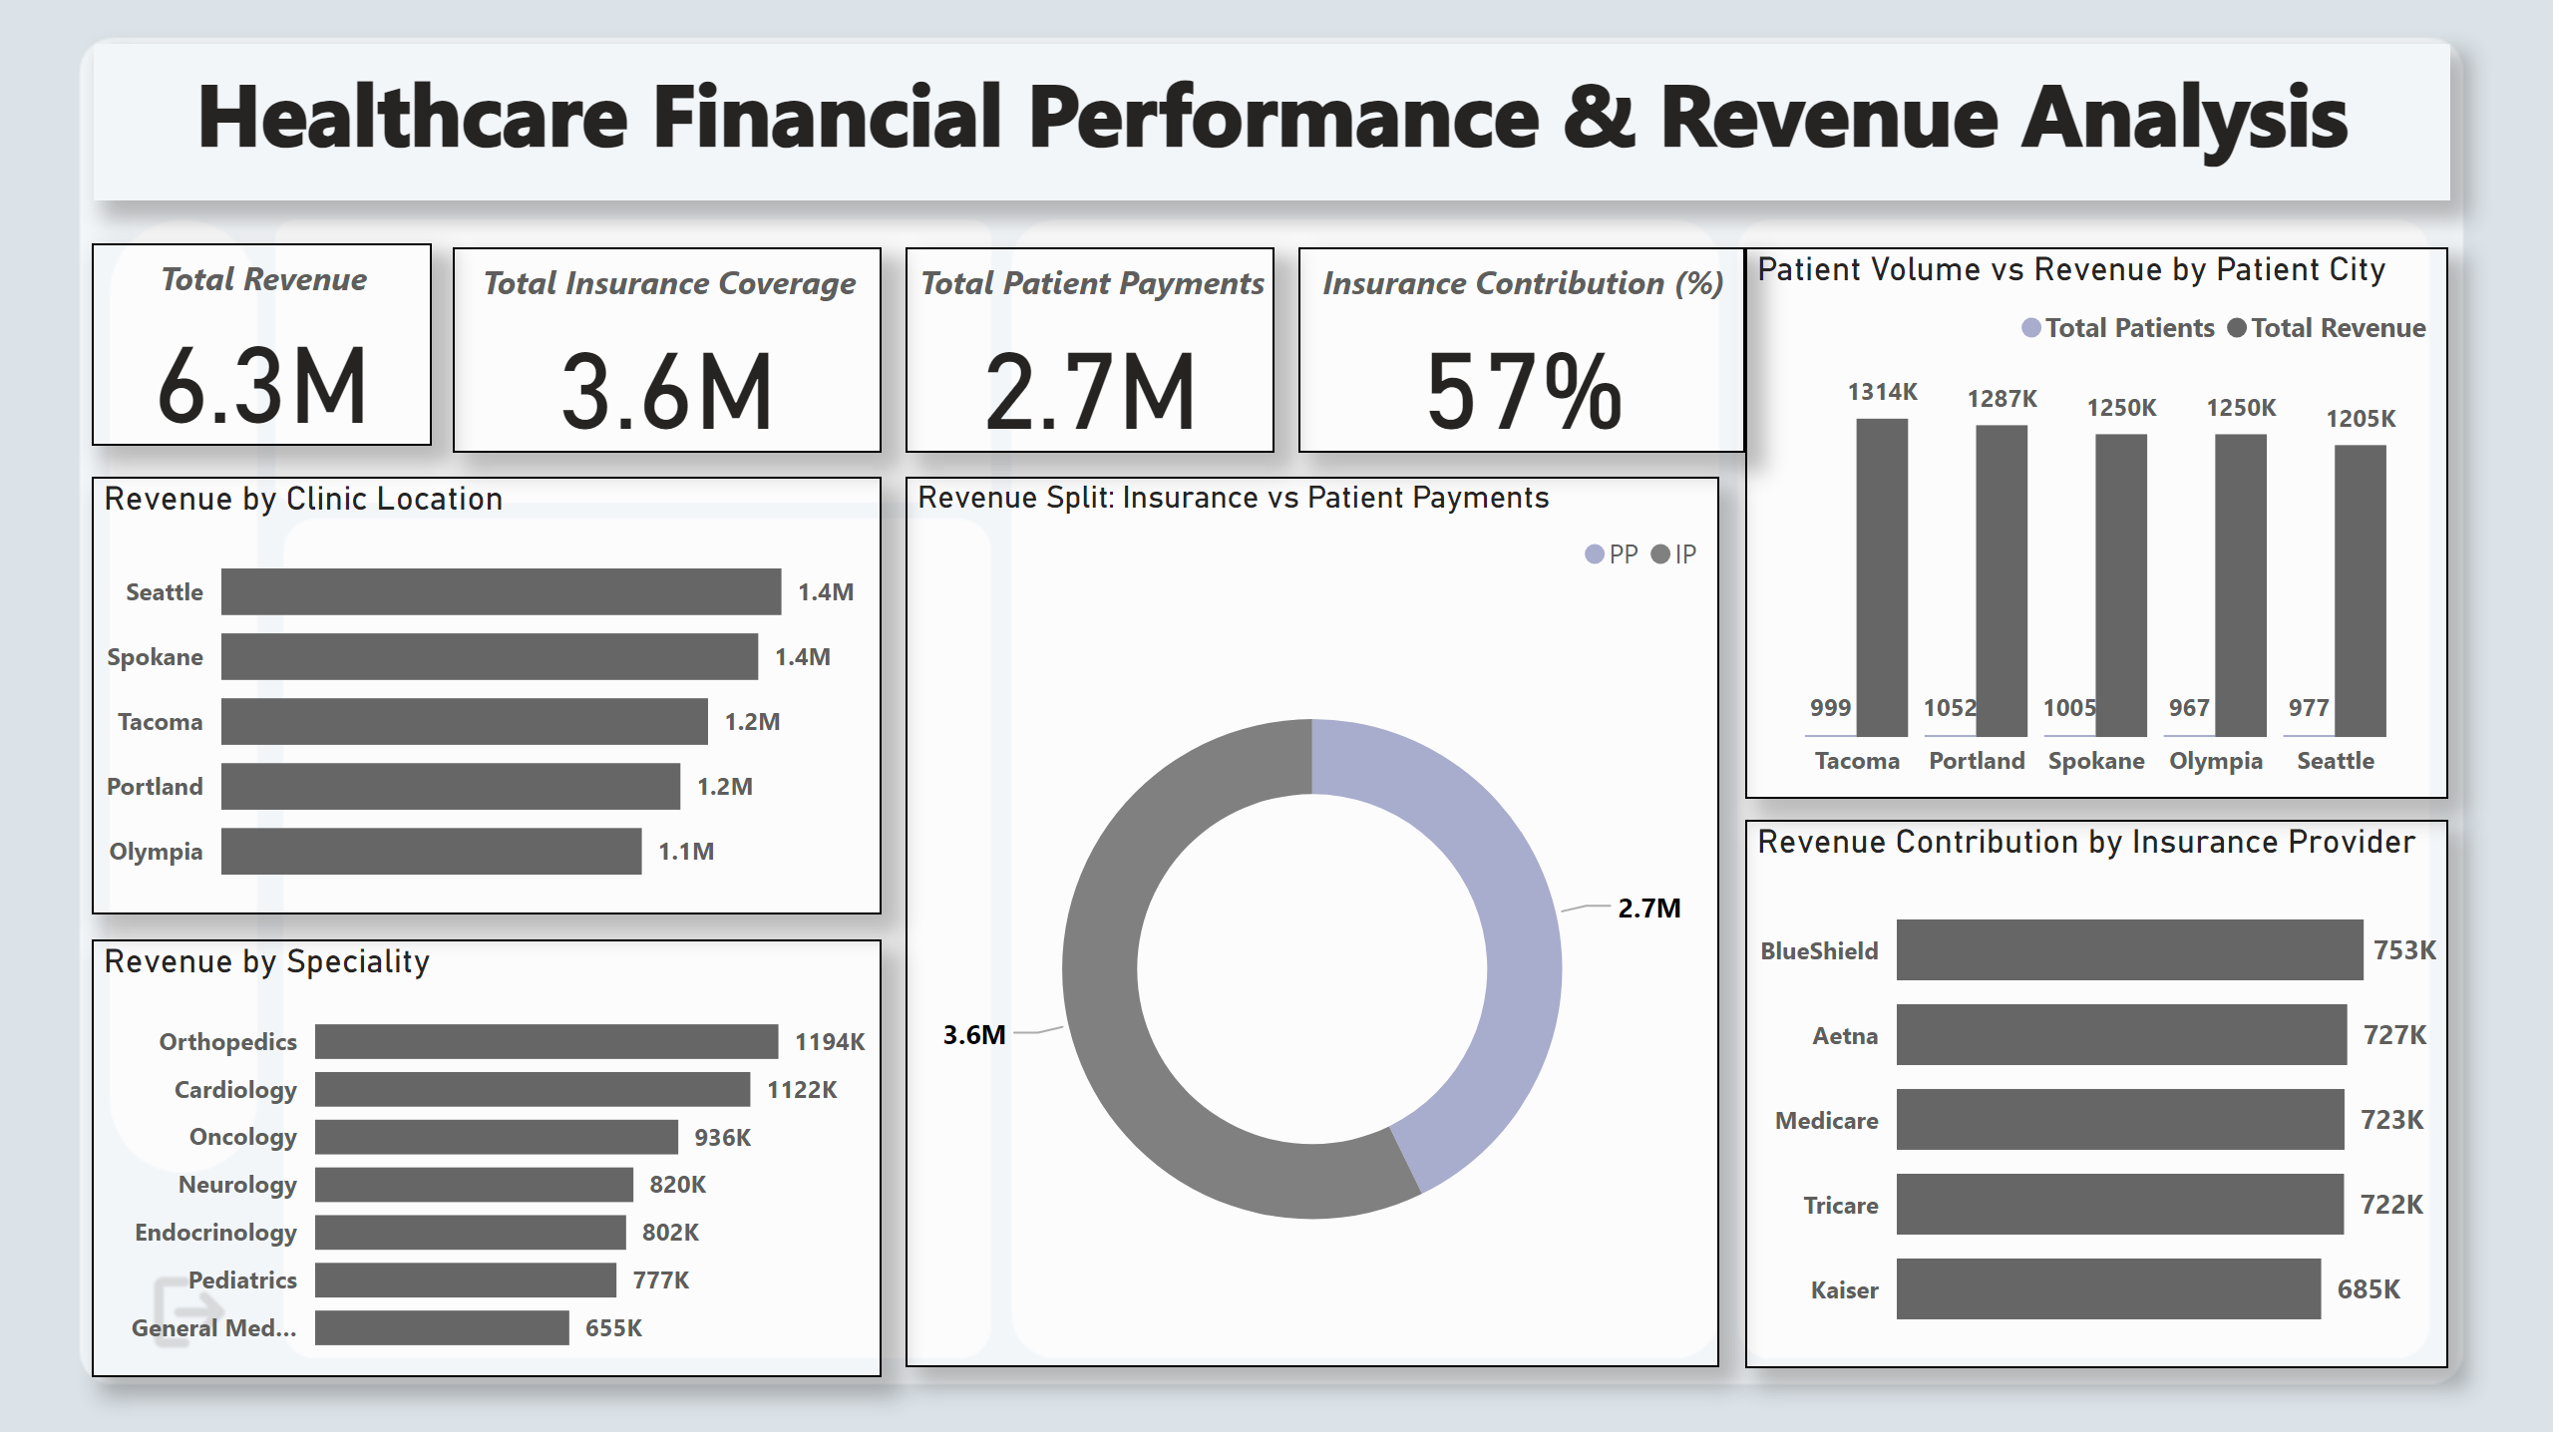 Healthcare Financial Performance & Revenue Analysis
Total Revenue
6.3M
Total Insurance Coverage
3.6M
Total Patient Payments
2.7M
Insurance Contribution (%)
57%
Patient Volume vs Revenue by Patient City
Total Patients Total Revenue
1314K 1287K 1250K 1250K 1205K
999 1052 1005 967 977
Tacoma Portland Spokane Olympia Seattle
Revenue by Clinic Location
Seattle 1.4M
Spokane 1.4M
Tacoma 1.2M
Portland 1.2M
Olympia 1.1M
Revenue Split: Insurance vs Patient Payments
PP IP
2.7M
3.6M
Revenue Contribution by Insurance Provider
BlueShield 753K
Aetna 727K
Medicare 723K
Tricare 722K
Kaiser 685K
Revenue by Speciality
Orthopedics 1194K
Cardiology 1122K
Oncology 936K
Neurology 820K
Endocrinology 802K
Pediatrics 777K
General Med... 655K